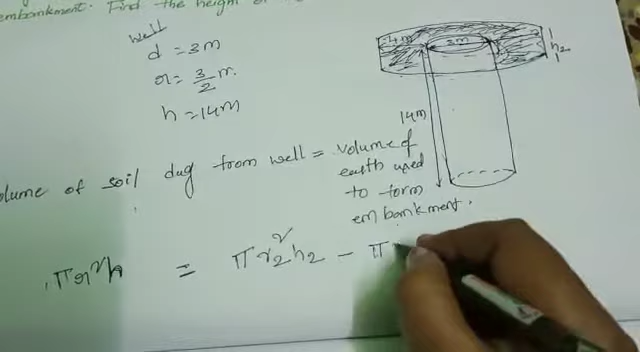 embankment. Find the height of
Well
d = 3m
r = 3/2 m.
h = 14m
4m
3m
h2
14m
volume of soil dug from well = volume of
earth used
to form
embankment.
πr²h = πr₂²h₂ − π